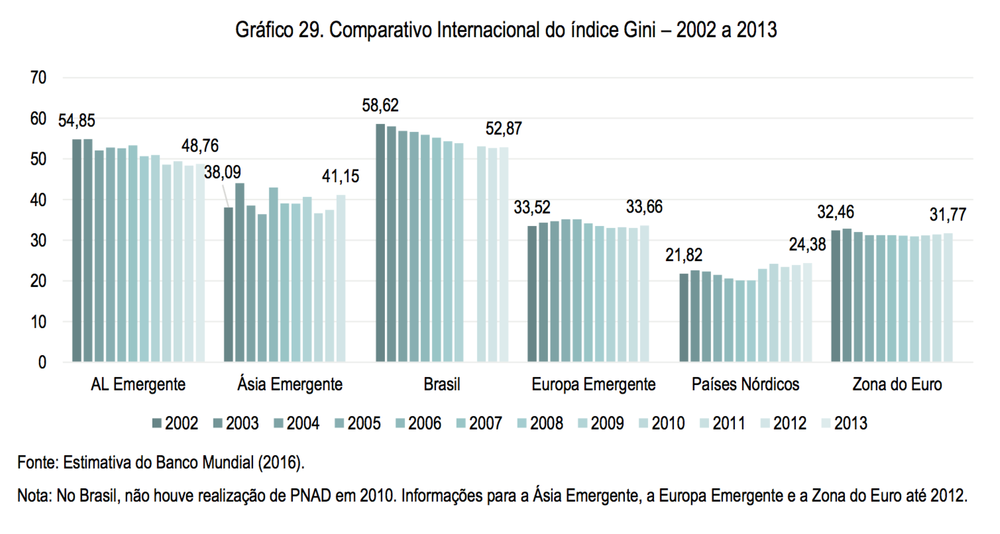 Gráfico 29. Comparativo Internacional do índice Gini – 2002 a 2013
70
60
50
40
30
20
10
0
54,85
48,76
38,09
41,15
58,62
52,87
33,52
33,66
21,82
24,38
32,46
31,77
AL Emergente
Ásia Emergente
Brasil
Europa Emergente
Países Nórdicos
Zona do Euro
2002 2003 2004 2005 2006 2007 2008 2009 2010 2011 2012 2013
Fonte: Estimativa do Banco Mundial (2016).
Nota: No Brasil, não houve realização de PNAD em 2010. Informações para a Ásia Emergente, a Europa Emergente e a Zona do Euro até 2012.